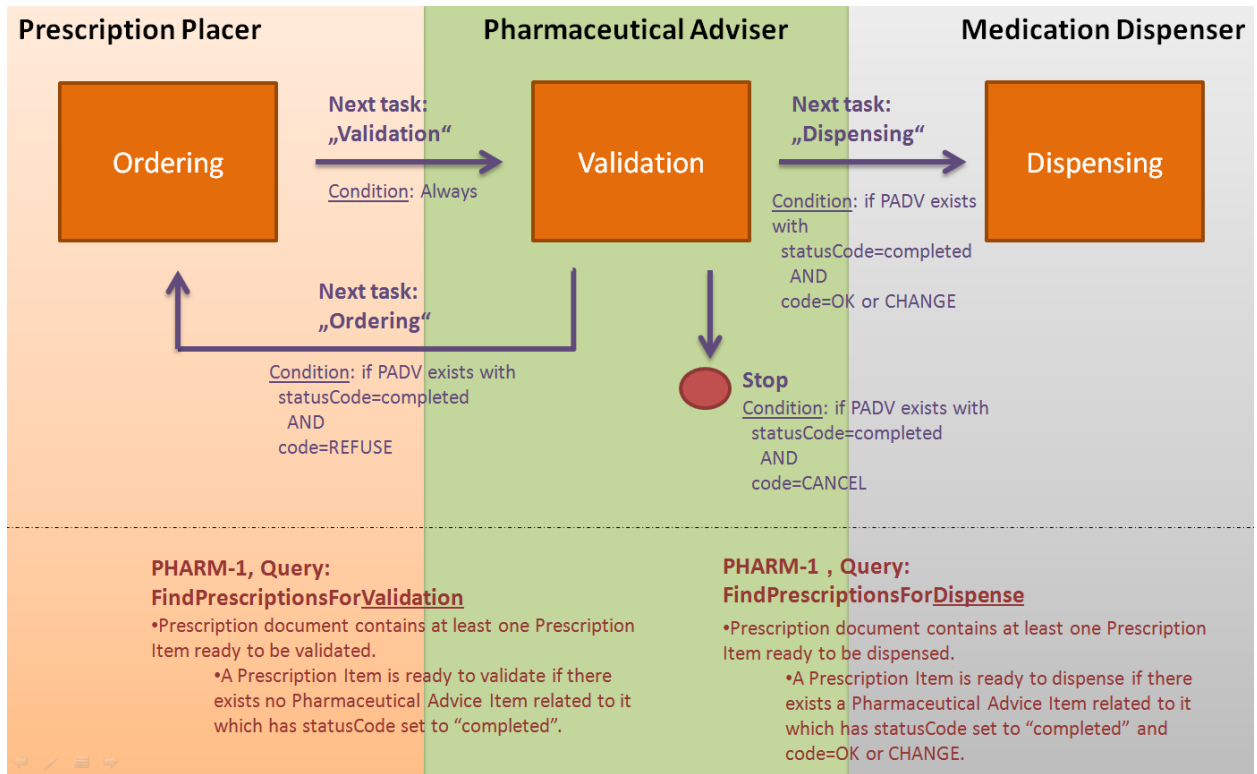 Prescription Placer
Pharmaceutical Adviser
Medication Dispenser
Ordering
Next task:
„Validation“
Condition: Always
Validation
Next task:
„Dispensing“
Condition: if PADV exists
with
statusCode=completed
AND
code=OK or CHANGE
Dispensing
Next task:
„Ordering“
Condition: if PADV exists with
statusCode=completed
AND
code=REFUSE
Stop
Condition: if PADV exists with
statusCode=completed
AND
code=CANCEL
PHARM-1, Query:
FindPrescriptionsForValidation
•Prescription document contains at least one Prescription
Item ready to be validated.
•A Prescription Item is ready to validate if there
exists no Pharmaceutical Advice Item related to it
which has statusCode set to “completed”.
PHARM-1 , Query:
FindPrescriptionsForDispense
•Prescription document contains at least one Prescription
Item ready to be dispensed.
•A Prescription Item is ready to dispense if there
exists a Pharmaceutical Advice Item related to it
which has statusCode set to “completed” and
code=OK or CHANGE.